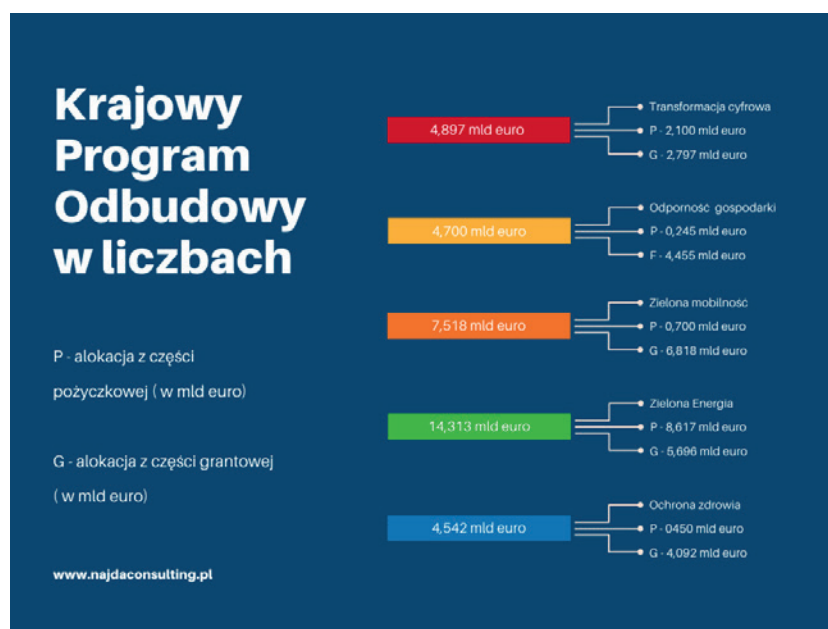 Krajowy
Program
Odbudowy
w liczbach
P - alokacja z części
pożyczkowej ( w mld euro)
G - alokacja z części grantowej
( w mld euro)
www.najdaconsulting.pl
4,897 mld euro
Transformacja cyfrowa
P - 2,100 mld euro
G - 2,797 mld euro
4,700 mld euro
Odporność gospodarki
P - 0,245 mld euro
F - 4,455 mld euro
7,518 mld euro
Zielona mobilność
P - 0,700 mld euro
G - 6,818 mld euro
14,313 mld euro
Zielona Energia
P - 8,617 mld euro
G - 5,696 mld euro
4,542 mld euro
Ochrona zdrowia
P - 0450 mld euro
G - 4,092 mld euro